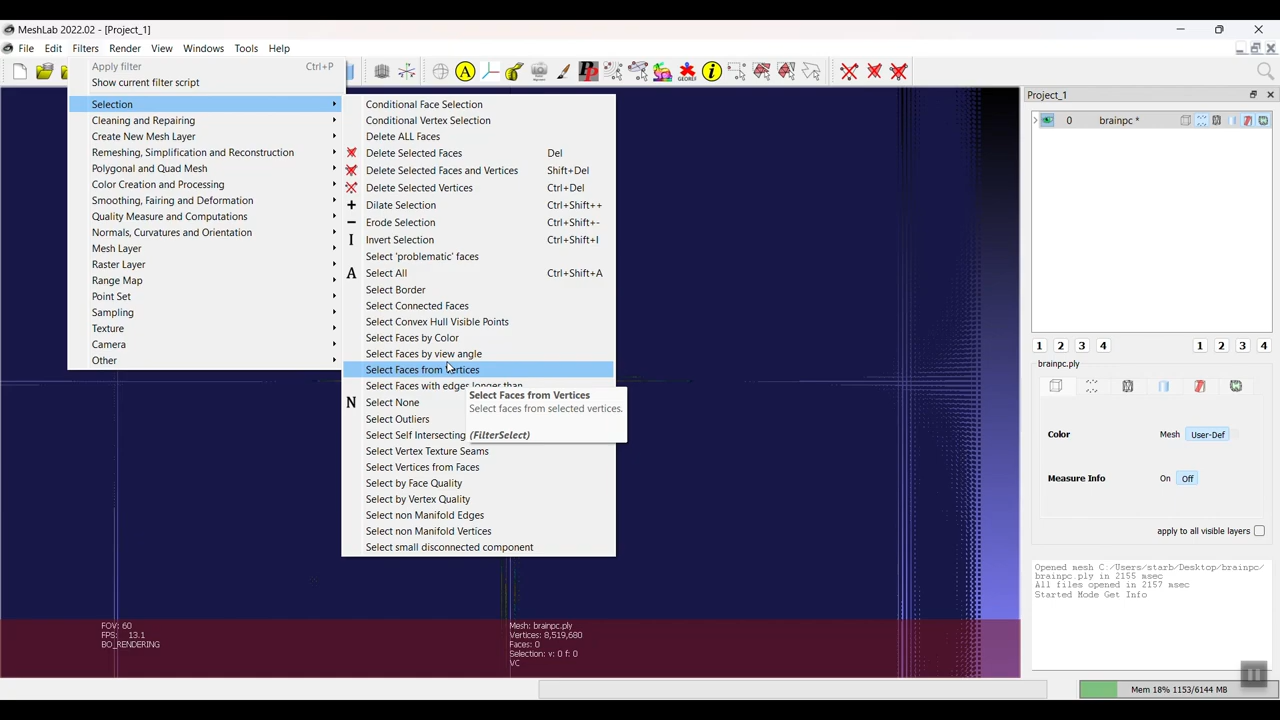 MeshLab 2022.02 - [Project_1]
File Edit Filters Render View Windows Tools Help
Apply filter Ctrl+P
Show current filter script
Selection
Cleaning and Repairing
Create New Mesh Layer
Remeshing, Simplification and Reconstruction
Polygonal and Quad Mesh
Color Creation and Processing
Smoothing, Fairing and Deformation
Quality Measure and Computations
Normals, Curvatures and Orientation
Mesh Layer
Raster Layer
Range Map
Point Set
Sampling
Texture
Camera
Other
Conditional Face Selection
Conditional Vertex Selection
Delete ALL Faces
Delete Selected Faces Del
Delete Selected Faces and Vertices Shift+Del
Delete Selected Vertices Ctrl+Del
Dilate Selection Ctrl+Shift++
Erode Selection Ctrl+Shift+-
Invert Selection Ctrl+Shift+I
Select 'problematic' faces
A Select All Ctrl+Shift+A
Select Border
Select Connected Faces
Select Convex Hull Visible Points
Select Faces by Color
Select Faces by view angle
Select Faces from Vertices
Select Faces with edges longer than
N Select None
Select Outliers
Select Self Intersecting
Select Vertex Texture Seams
Select Vertices from Faces
Select by Face Quality
Select by Vertex Quality
Select non Manifold Edges
Select non Manifold Vertices
Select small disconnected component
Select Faces from Vertices
Select faces from selected vertices.
(FilterSelect)
FOV: 60
FPS: 13.1
BO_RENDERING
Mesh: brainpc.ply
Vertices: 8,519,680
Faces: 0
Selection: v: 0 f: 0
VC
Project_1
0 brainpc *
1 2 3 4 1 2 3 4
brainpc.ply
Color Mesh User-Def
Measure Info On Off
apply to all visible layers
Opened mesh C:/Users/starb/Desktop/brainpc/
brainpc.ply in 2155 msec
All files opened in 2157 msec
Started Mode Get Info
Mem 18% 1153/6144 MB